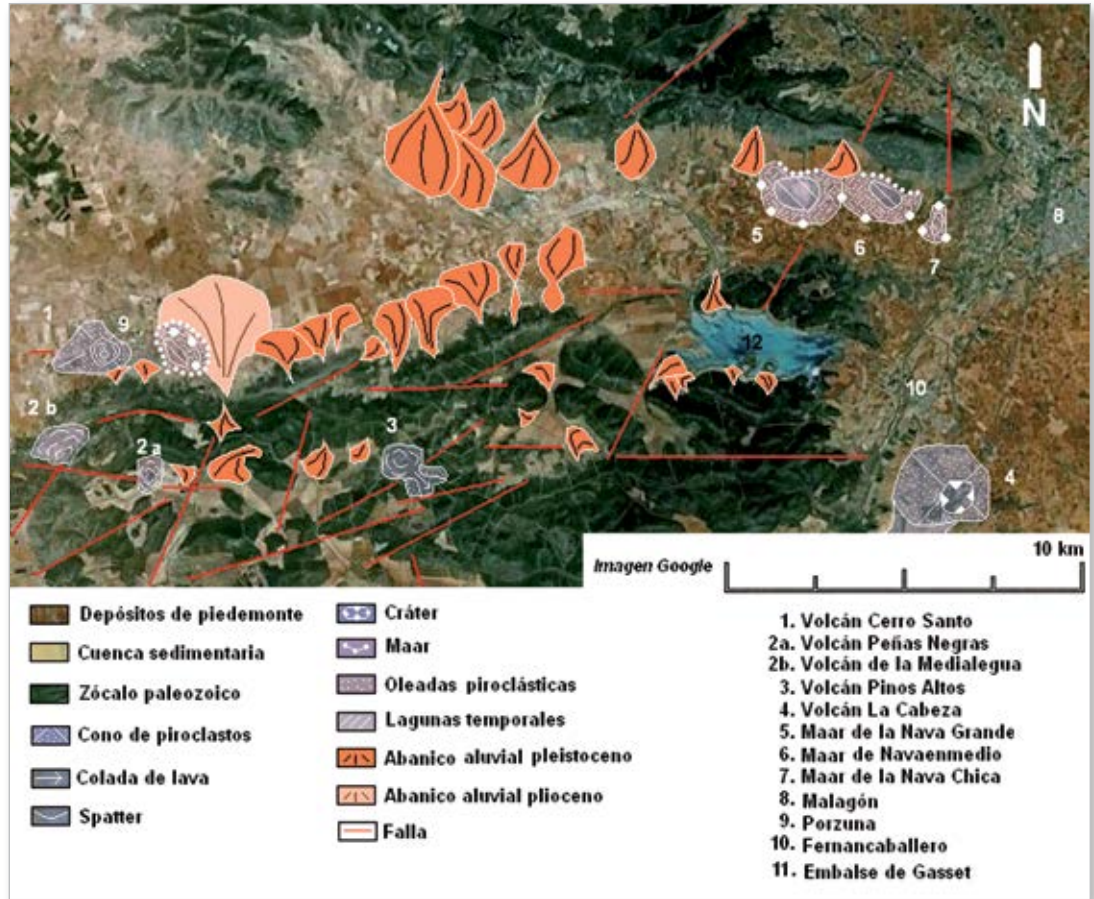 N
8
5
6
7
1
9
12
10
2 b
2 a
3
4
Imagen Google
10 km
Depósitos de piedemonte
Cuenca sedimentaria
Zócalo paleozoico
Cono de piroclastos
Colada de lava
Spatter
Cráter
Maar
Oleadas piroclásticas
Lagunas temporales
Abanico aluvial pleistoceno
Abanico aluvial plioceno
Falla
1. Volcán Cerro Santo
2a. Volcán Peñas Negras
2b. Volcán de la Medialegua
3. Volcán Pinos Altos
4. Volcán La Cabeza
5. Maar de la Nava Grande
6. Maar de Navaenmedio
7. Maar de la Nava Chica
8. Malagón
9. Porzuna
10. Fernancaballero
11. Embalse de Gasset